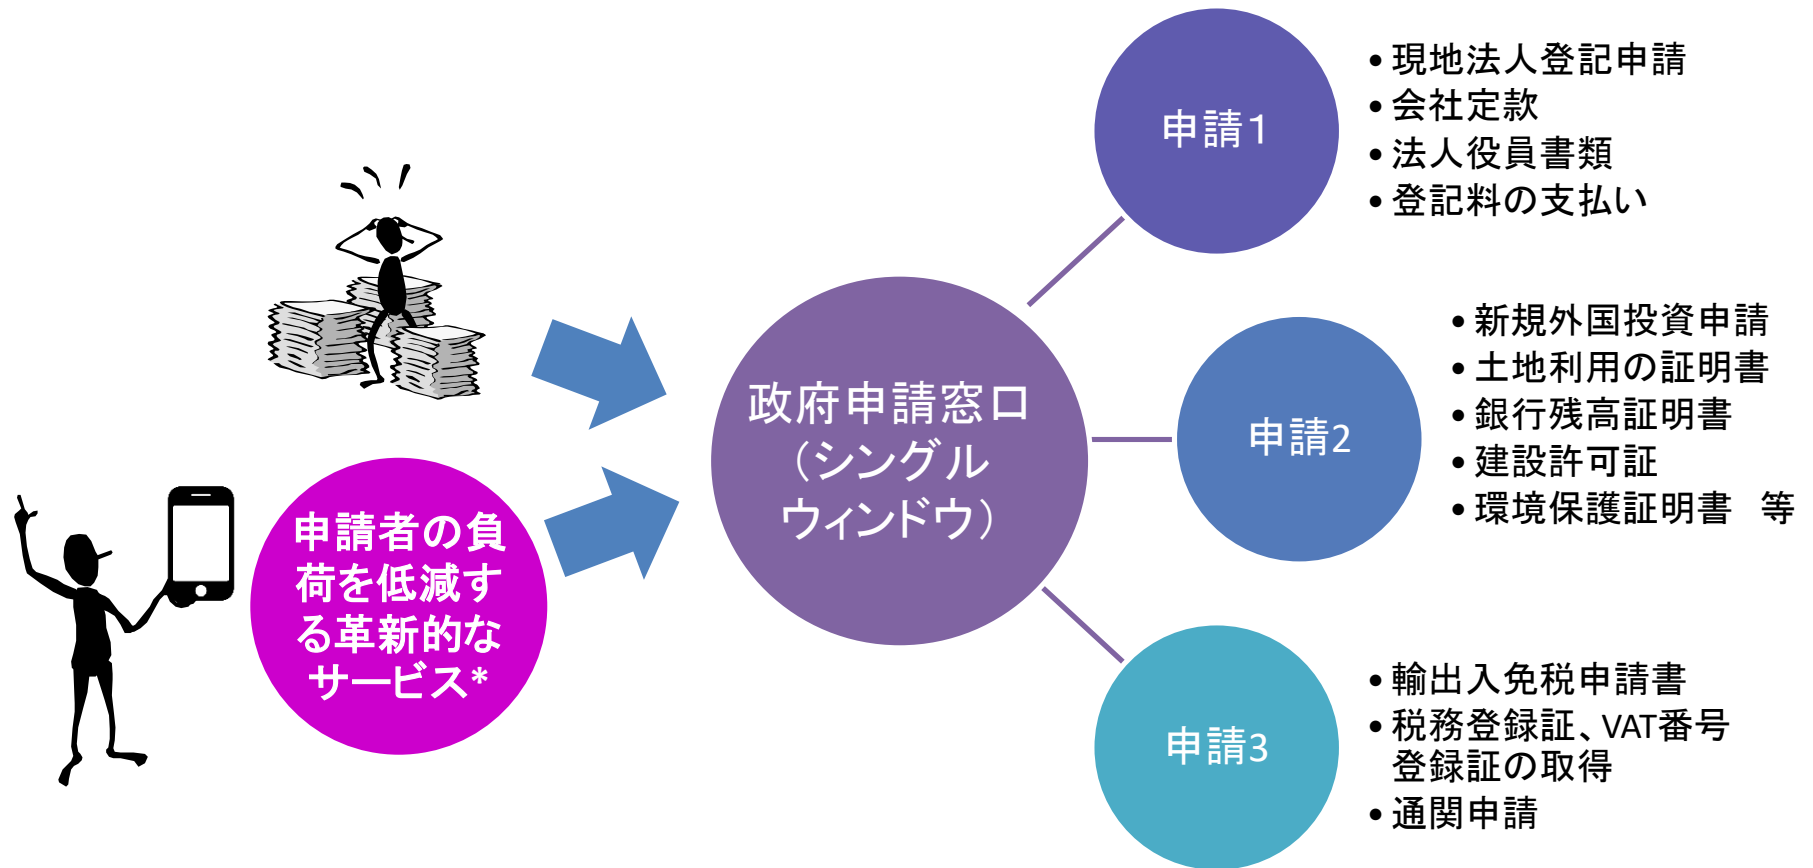 申請者の負
荷を低減す
る革新的な
サービス*
政府申請窓口
（シングル
ウィンドウ）
申請１
• 現地法人登記申請
• 会社定款
• 法人役員書類
• 登記料の支払い
申請2
• 新規外国投資申請
• 土地利用の証明書
• 銀行残高証明書
• 建設許可証
• 環境保護証明書　等
申請3
• 輸出入免税申請書
• 税務登録証、VAT番号
登録証の取得
• 通関申請